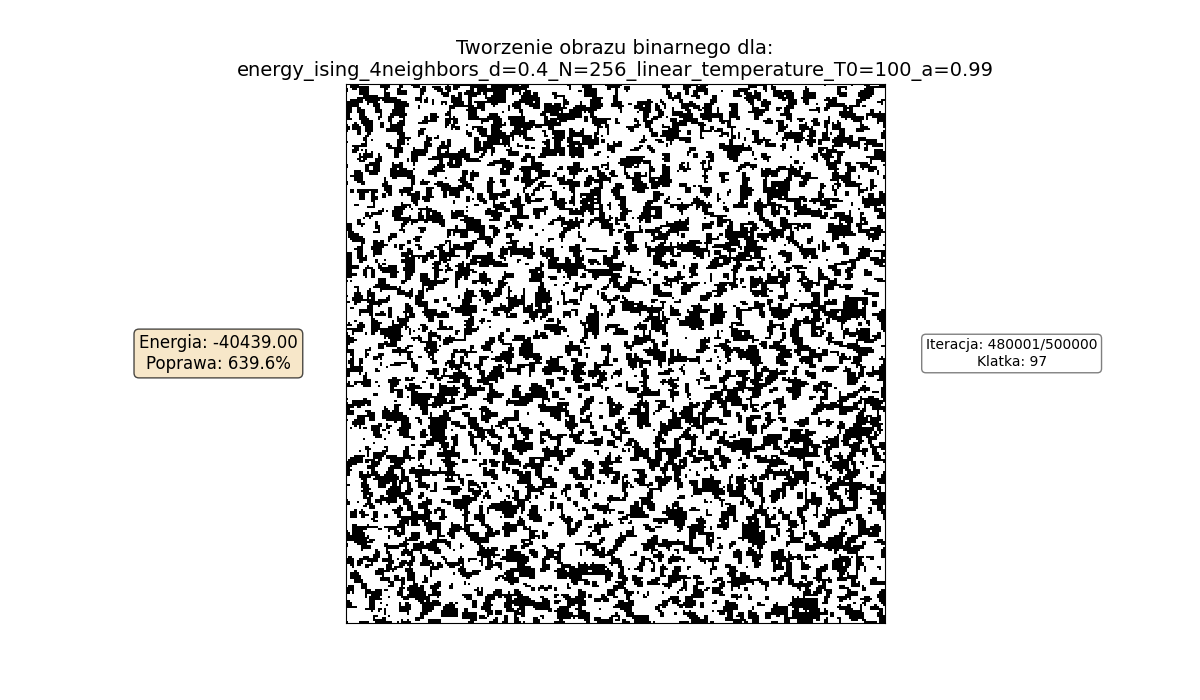 Tworzenie obrazu binarnego dla:
energy_ising_4neighbors_d=0.4_N=256_linear_temperature_T0=100_a=0.99
Energia: -40439.00
Poprawa: 639.6%
Iteracja: 480001/500000
Klatka: 97